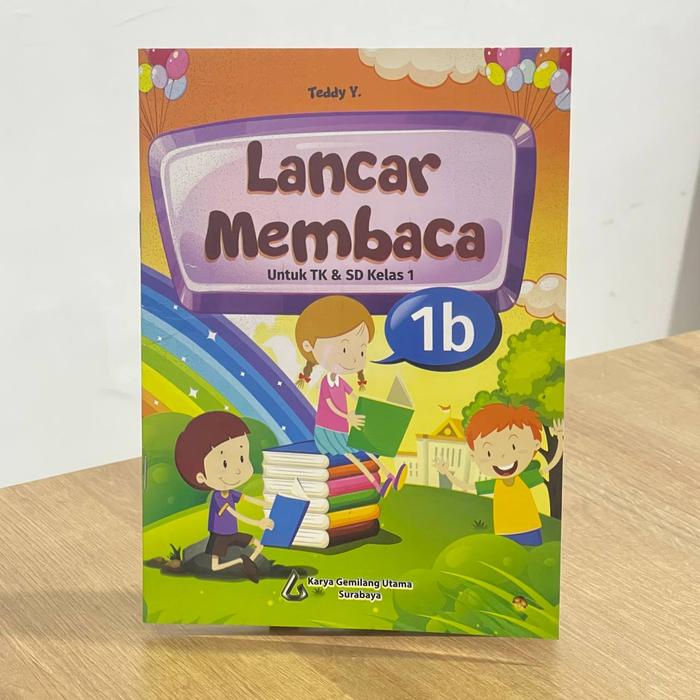 Teddy Y.
Lancar
Membaca
Untuk TK & SD Kelas 1
1b
Karya Gemilang Utama
Surabaya